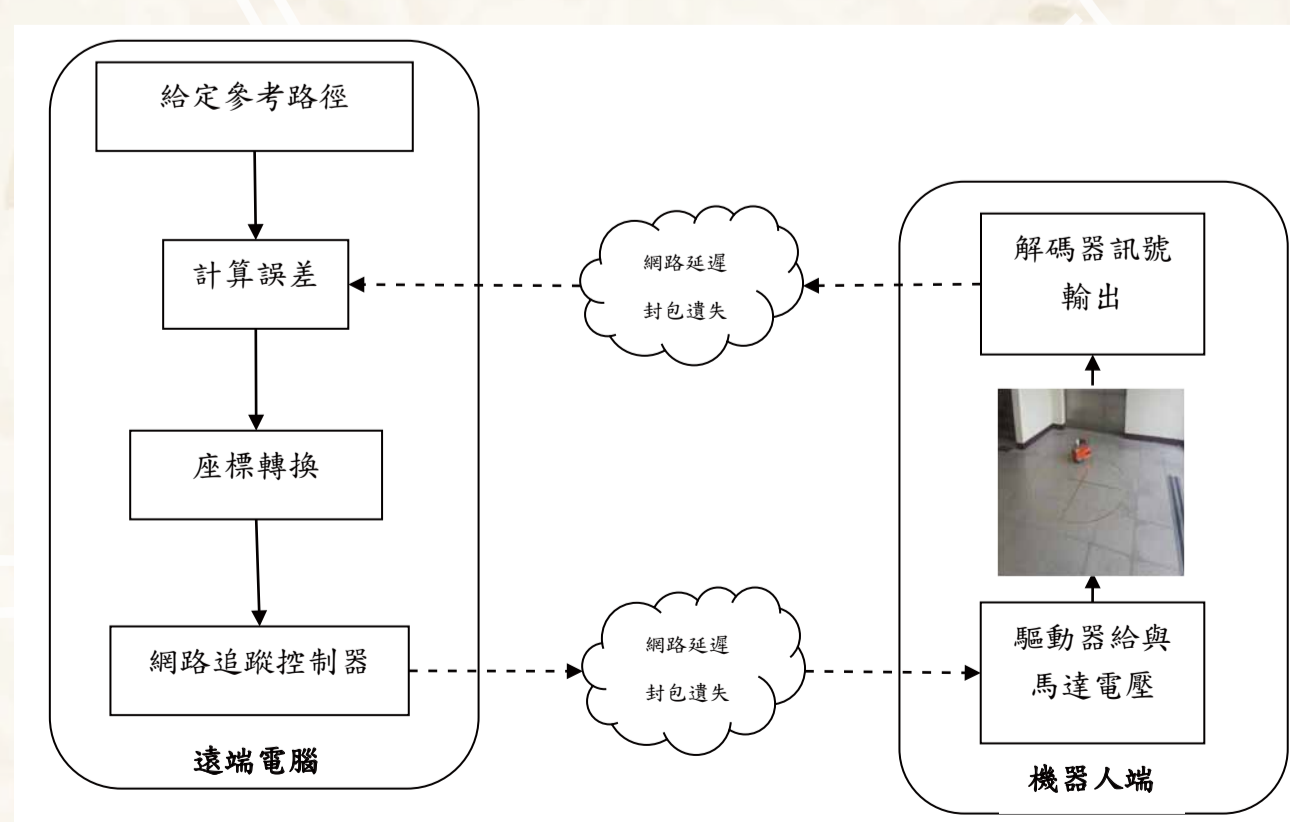 給定參考路徑
計算誤差
座標轉換
網路追蹤控制器
遠端電腦
網路延遲
封包遺失
網路延遲
封包遺失
解碼器訊號
輸出
驅動器給與
馬達電壓
機器人端